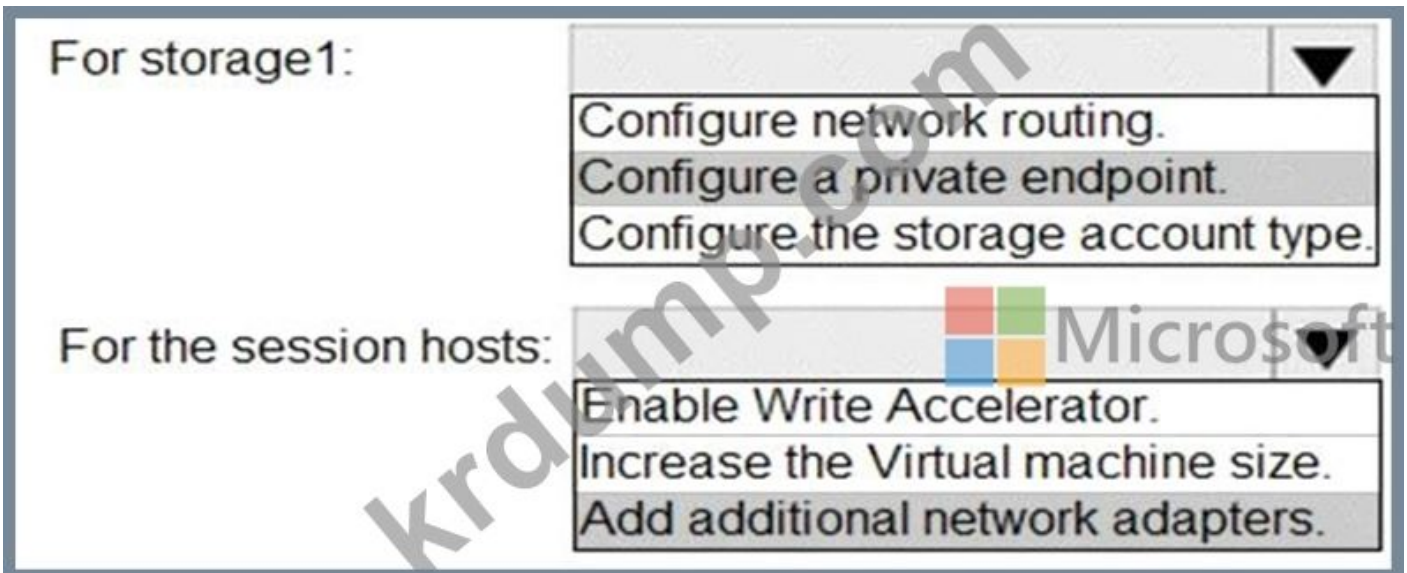 For storage1:
Configure network routing.
Configure a private endpoint.
Configure the storage account type.
For the session hosts:
Microsoft
Enable Write Accelerator.
Increase the Virtual machine size.
Add additional network adapters.
krdump.com